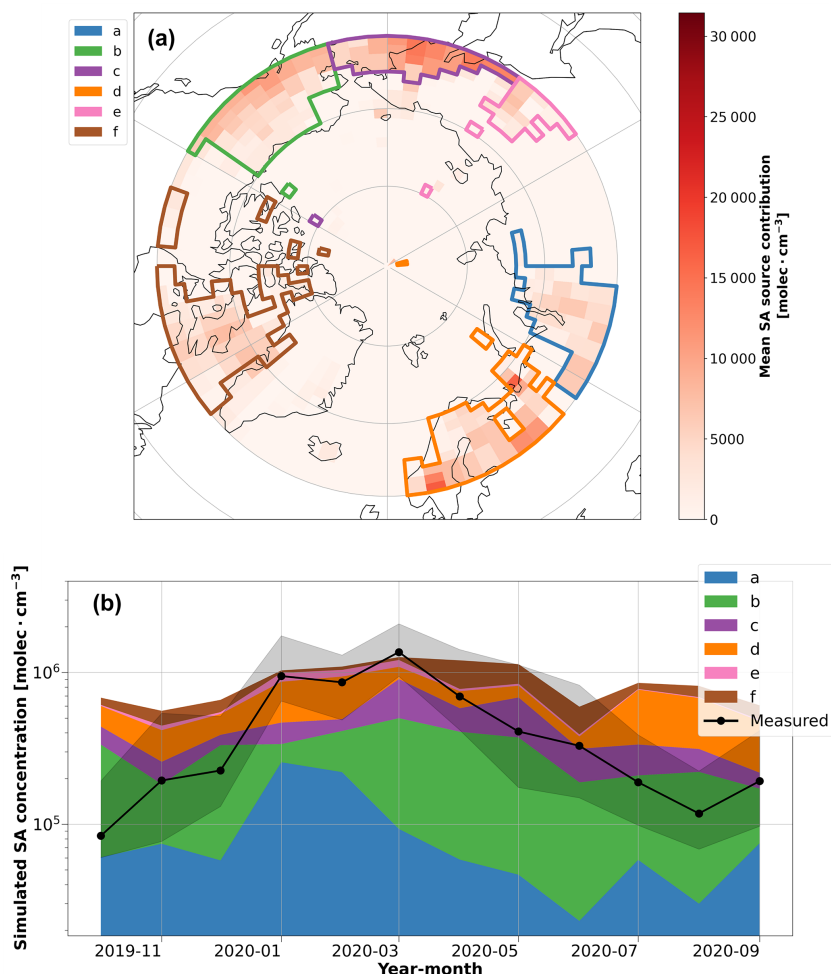 a
b
c
d
e
f
(a)
30 000
25 000
20 000
15 000
10 000
5000
0
Mean SA source contribution
[molec · cm⁻³]
(b)
Simulated SA concentration [molec · cm⁻³]
10⁶
10⁵
a
b
c
d
e
f
Measured
2019-11
2020-01
2020-03
2020-05
2020-07
2020-09
Year-month